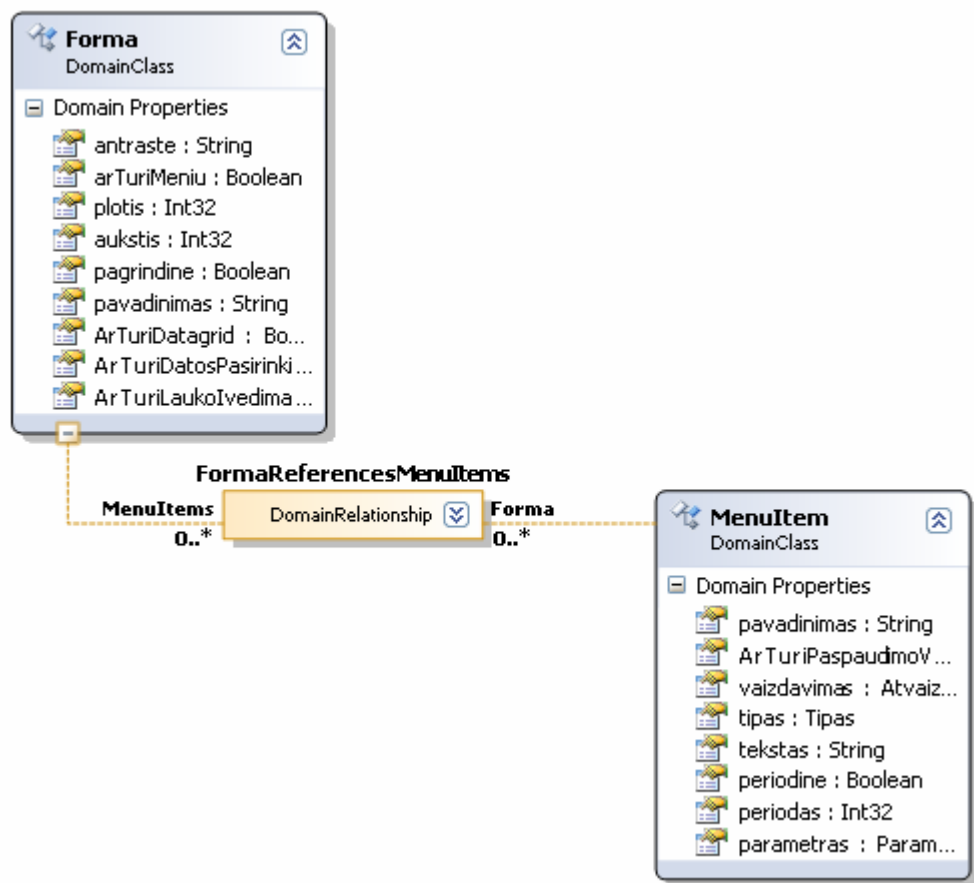 Forma
DomainClass
Domain Properties
antraste : String
arTuriMeniu : Boolean
plotis : Int32
aukstis : Int32
pagrindine : Boolean
pavadinimas : String
ArTuriDatagrid : Bo...
ArTuriDatosPasirinki...
ArTuriLaukoIvedima...
FormaReferencesMenuItems
MenuItems
DomainRelationship
Forma
0..*
0..*
MenuItem
DomainClass
Domain Properties
pavadinimas : String
ArTuriPaspaudimoV...
vaizdavimas : Atvaiz...
tipas : Tipas
tekstas : String
periodine : Boolean
periodas : Int32
parametras : Param...